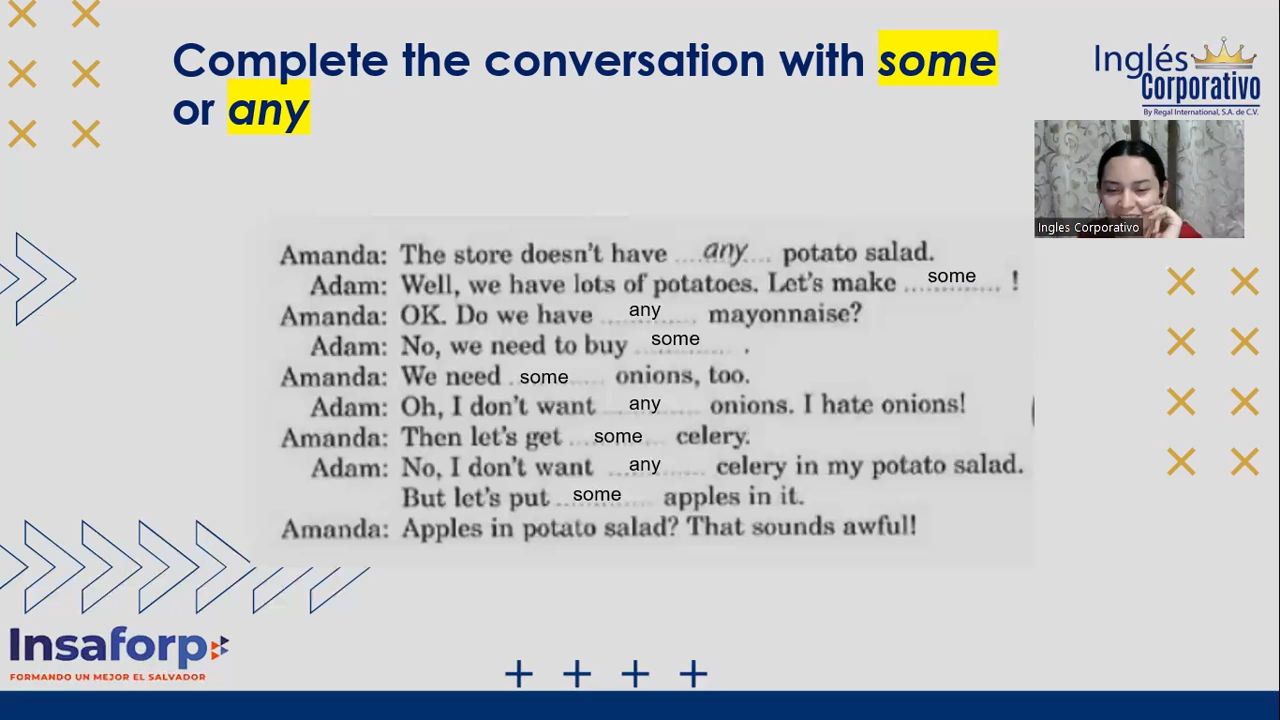 Complete the conversation with some
or any
Inglés
Corporativo
By Regal International, S.A. de C.V.
Ingles Corporativo
Amanda: The store doesn't have any potato salad.
Adam: Well, we have lots of potatoes. Let's make some !
Amanda: OK. Do we have any mayonnaise?
Adam: No, we need to buy some .
Amanda: We need some onions, too.
Adam: Oh, I don't want any onions. I hate onions!
Amanda: Then let's get some celery.
Adam: No, I don't want any celery in my potato salad.
But let's put some apples in it.
Amanda: Apples in potato salad? That sounds awful!
Insaforp
FORMANDO UN MEJOR EL SALVADOR